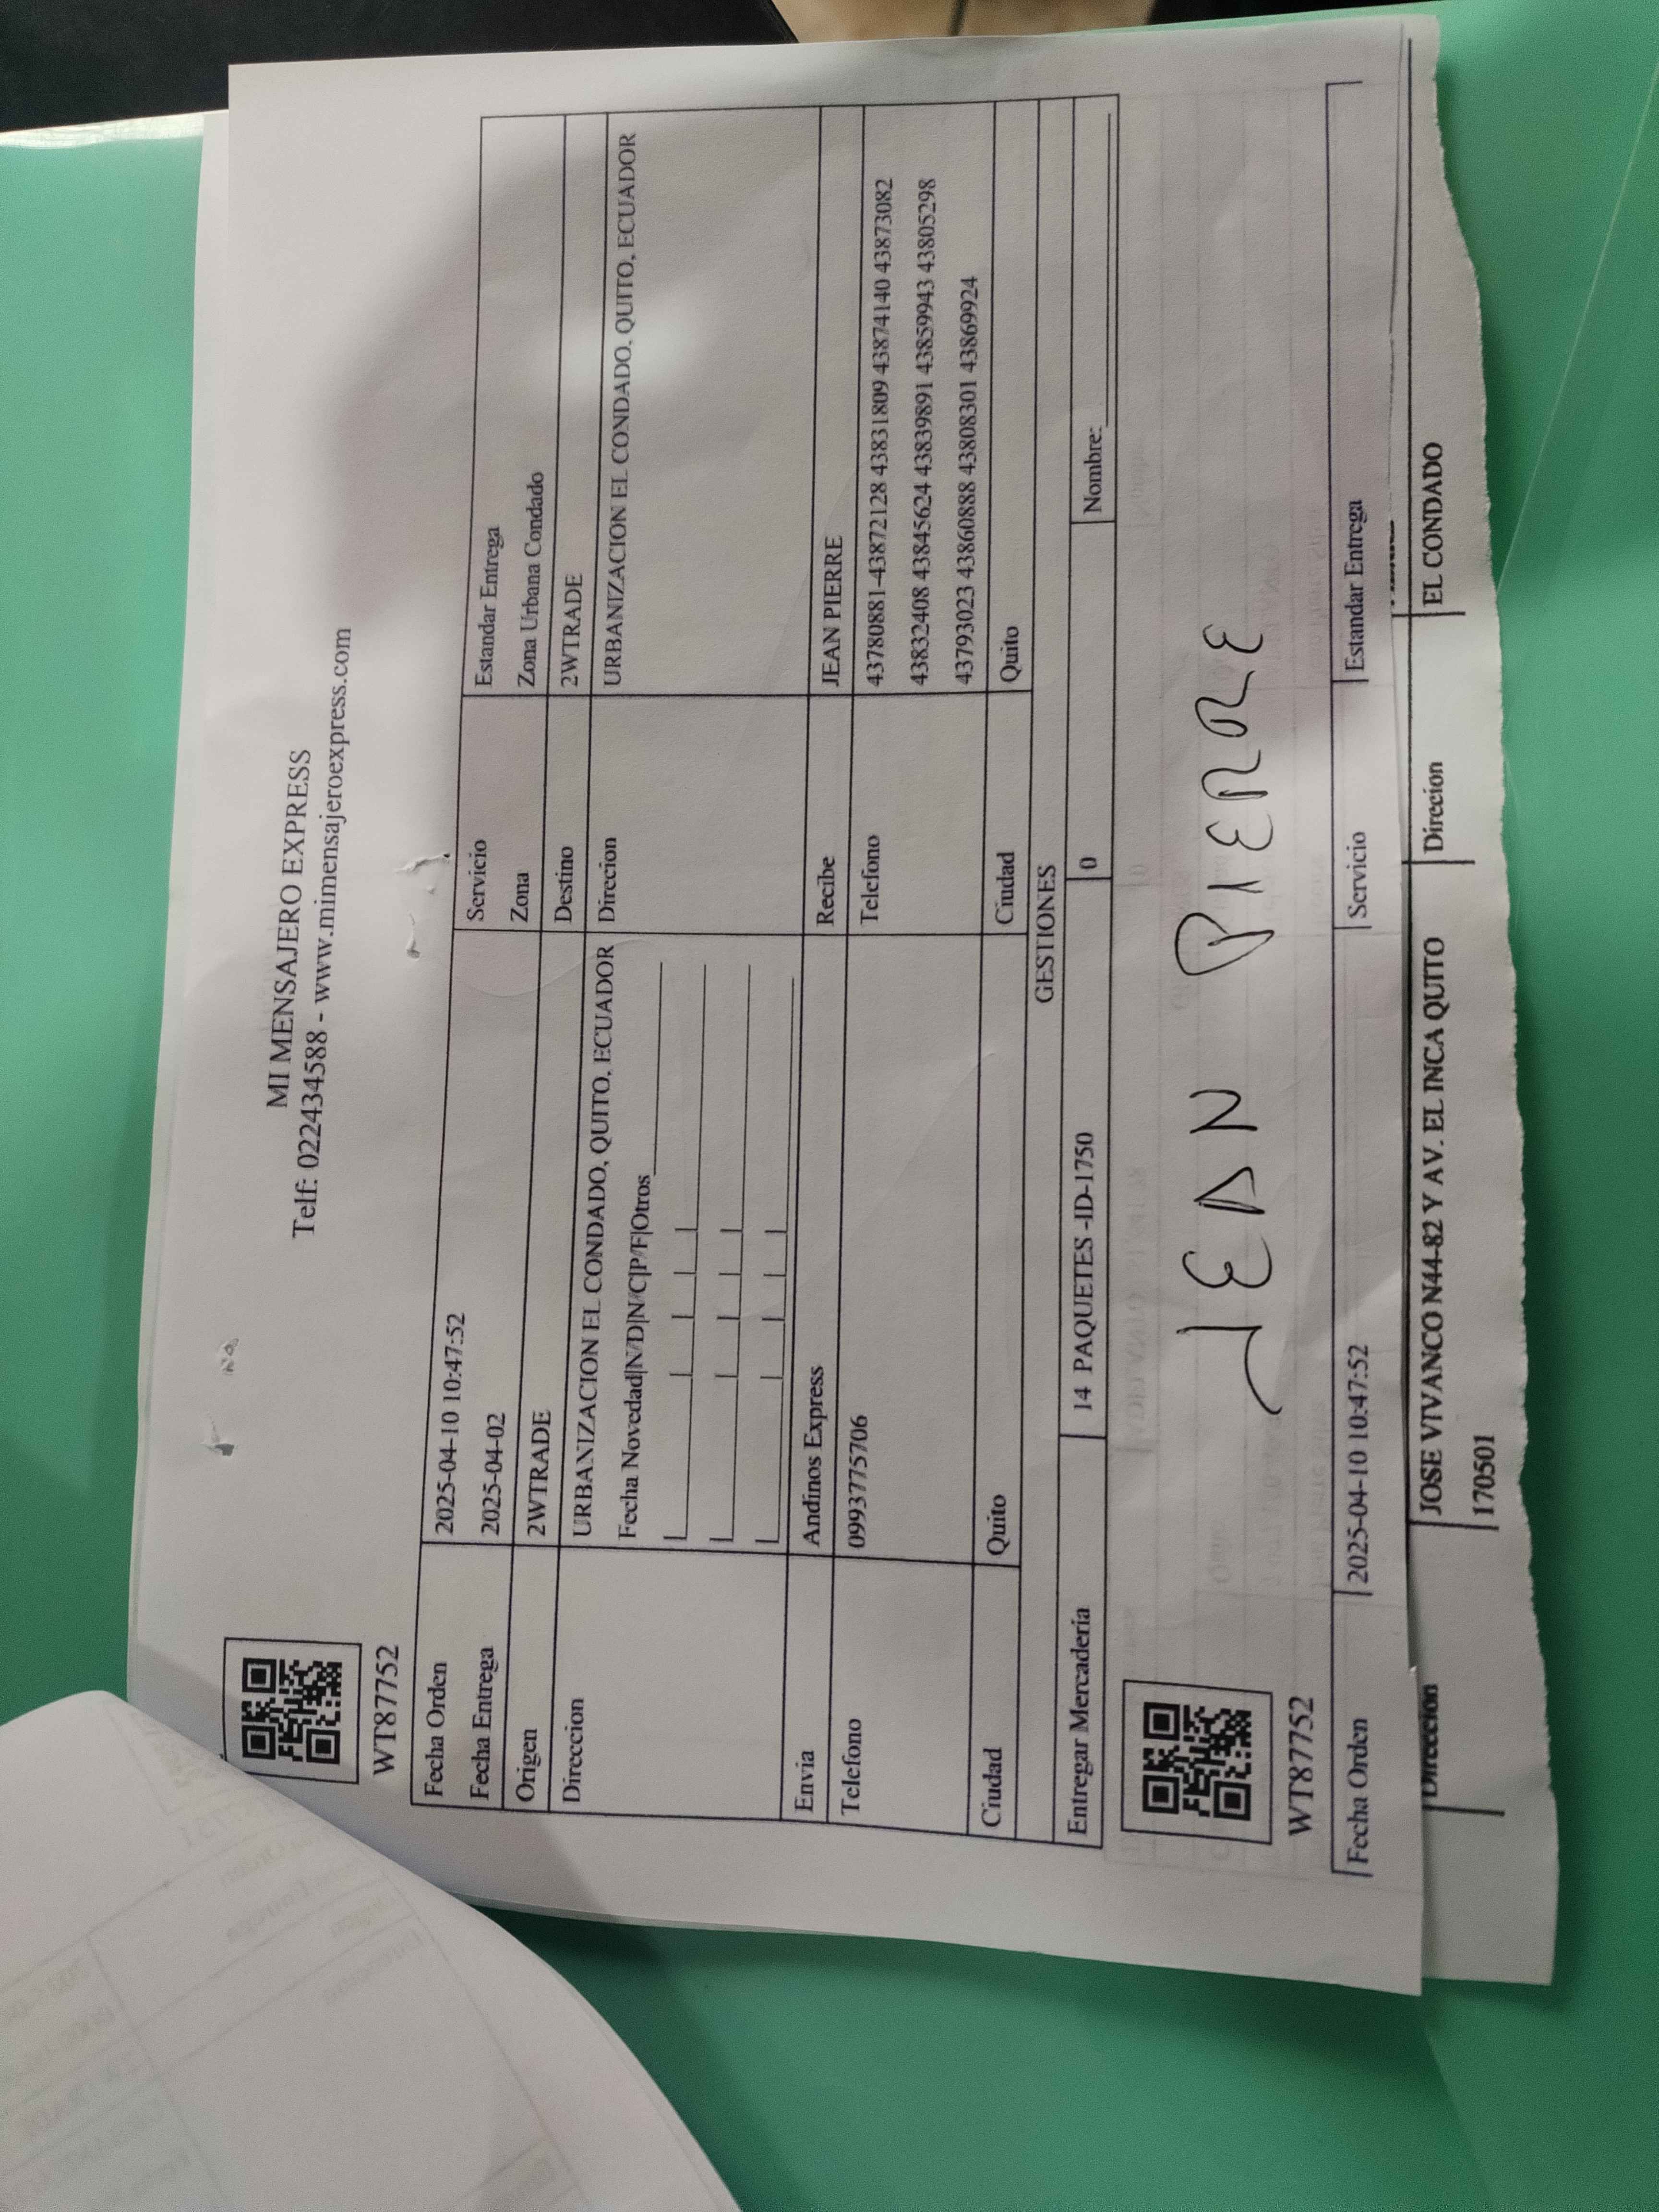 MI MENSAJERO EXPRESS
Telf: 022434588 - www.mimensajeroexpress.com
WT87752
Fecha Orden 2025-04-10 10:47:52 Servicio Estandar Entrega
Fecha Entrega 2025-04-02 Zona Zona Urbana Condado
Origen 2WTRADE Destino 2WTRADE
Direccion URBANIZACION EL CONDADO, QUITO, ECUADOR Direcion URBANIZACION EL CONDADO, QUITO, ECUADOR
Fecha Novedad|N/D|N/C|P/F|Otros
Envia Andinos Express Recibe JEAN PIERRE
Telefono 0993775706 Telefono 43780881-43872128 43831809 43874140 43873082
43832408 43845624 43839891 43859943 43805298
43793023 43860888 43808301 43869924
Ciudad Quito Ciudad Quito
GESTIONES
Entregar Mercaderia 14 PAQUETES -ID-1750 0 Nombre:
JEAN PIERRE
WT87752
Fecha Orden 2025-04-10 10:47:52 Servicio Estandar Entrega
Direccion JOSE VIVANCO N44-82 Y AV. EL INCA QUITO Direcion EL CONDADO
170501